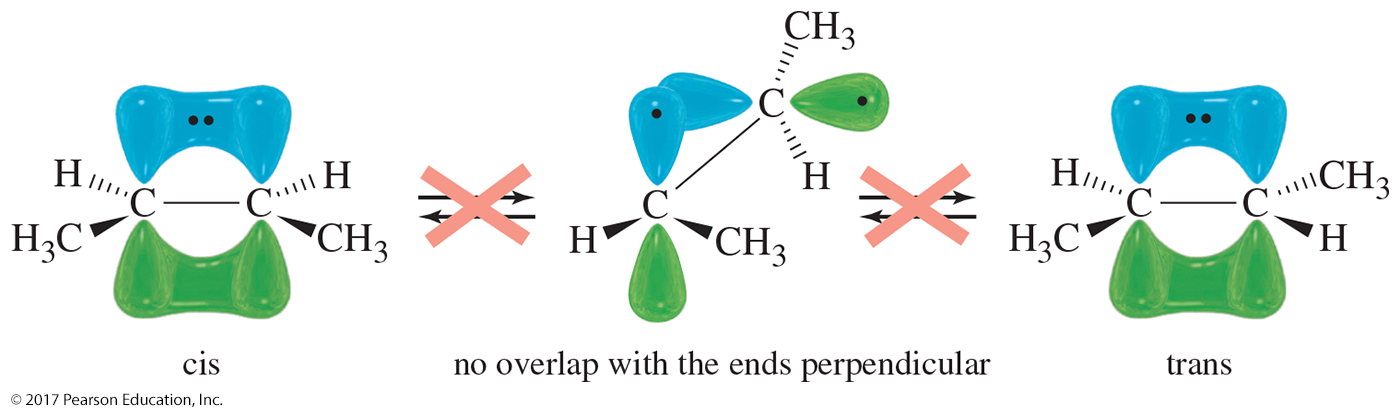 CH3
C
H
H
C
C
H
H3C
CH3
C
H
CH3
H
C
C
CH3
H3C
H
cis
no overlap with the ends perpendicular
trans
© 2017 Pearson Education, Inc.